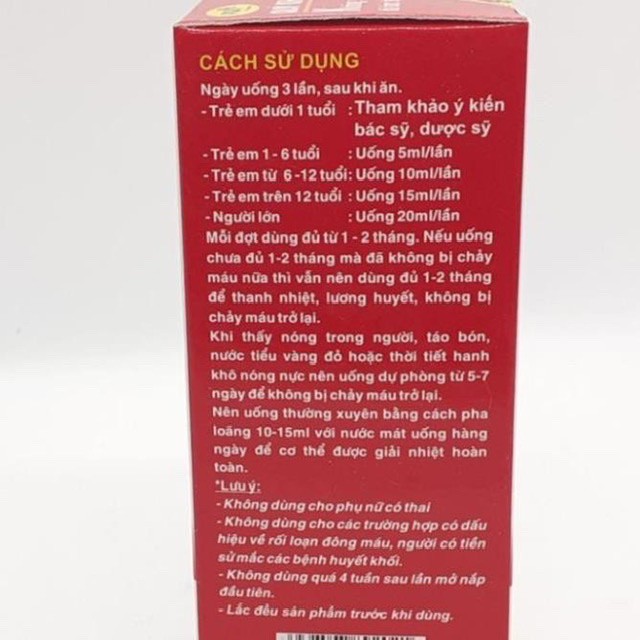 CÁCH SỬ DỤNG
Ngày uống 3 lần, sau khi ăn.
- Trẻ em dưới 1 tuổi : Tham khảo ý kiến
bác sỹ, dược sỹ
- Trẻ em 1 - 6 tuổi : Uống 5ml/lần
- Trẻ em từ 6 -12 tuổi: Uống 10ml/lần
- Trẻ em trên 12 tuổi : Uống 15ml/lần
- Người lớn : Uống 20ml/lần
Mỗi đợt dùng đủ từ 1 - 2 tháng. Nếu uống
chưa đủ 1-2 tháng mà đã không bị chảy
máu nữa thì vẫn nên dùng đủ 1-2 tháng
để thanh nhiệt, lương huyết, không bị
chảy máu trở lại.
Khi thấy nóng trong người, táo bón,
nước tiểu vàng đỏ hoặc thời tiết hanh
khô nóng nực nên uống dự phòng từ 5-7
ngày để không bị chảy máu trở lại.
Nên uống thường xuyên bằng cách pha
loãng 10-15ml với nước mát uống hàng
ngày để cơ thể được giải nhiệt hoàn
toàn.
*Lưu ý:
- Không dùng cho phụ nữ có thai
- Không dùng cho các trường hợp có dấu
hiệu về rối loạn đông máu, người có tiền
sử mắc các bệnh huyết khối.
- Không dùng quá 4 tuần sau lần mở nắp
đầu tiên.
- Lắc đều sản phẩm trước khi dùng.